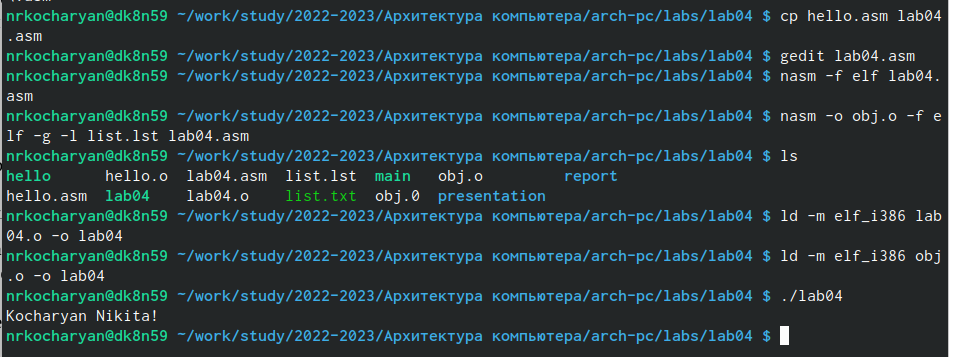 nrkocharyan@dk8n59 ~/work/study/2022-2023/Архитектура компьютера/arch-pc/labs/lab04 $ cp hello.asm lab04
.asm
nrkocharyan@dk8n59 ~/work/study/2022-2023/Архитектура компьютера/arch-pc/labs/lab04 $ gedit lab04.asm
nrkocharyan@dk8n59 ~/work/study/2022-2023/Архитектура компьютера/arch-pc/labs/lab04 $ nasm -f elf lab04.
asm
nrkocharyan@dk8n59 ~/work/study/2022-2023/Архитектура компьютера/arch-pc/labs/lab04 $ nasm -o obj.o -f e
lf -g -l list.lst lab04.asm
nrkocharyan@dk8n59 ~/work/study/2022-2023/Архитектура компьютера/arch-pc/labs/lab04 $ ls
hello hello.o lab04.asm list.lst main obj.o report
hello.asm lab04 lab04.o list.txt obj.0 presentation
nrkocharyan@dk8n59 ~/work/study/2022-2023/Архитектура компьютера/arch-pc/labs/lab04 $ ld -m elf_i386 lab
04.o -o lab04
nrkocharyan@dk8n59 ~/work/study/2022-2023/Архитектура компьютера/arch-pc/labs/lab04 $ ld -m elf_i386 obj
.o -o lab04
nrkocharyan@dk8n59 ~/work/study/2022-2023/Архитектура компьютера/arch-pc/labs/lab04 $ ./lab04
Kocharyan Nikita!
nrkocharyan@dk8n59 ~/work/study/2022-2023/Архитектура компьютера/arch-pc/labs/lab04 $